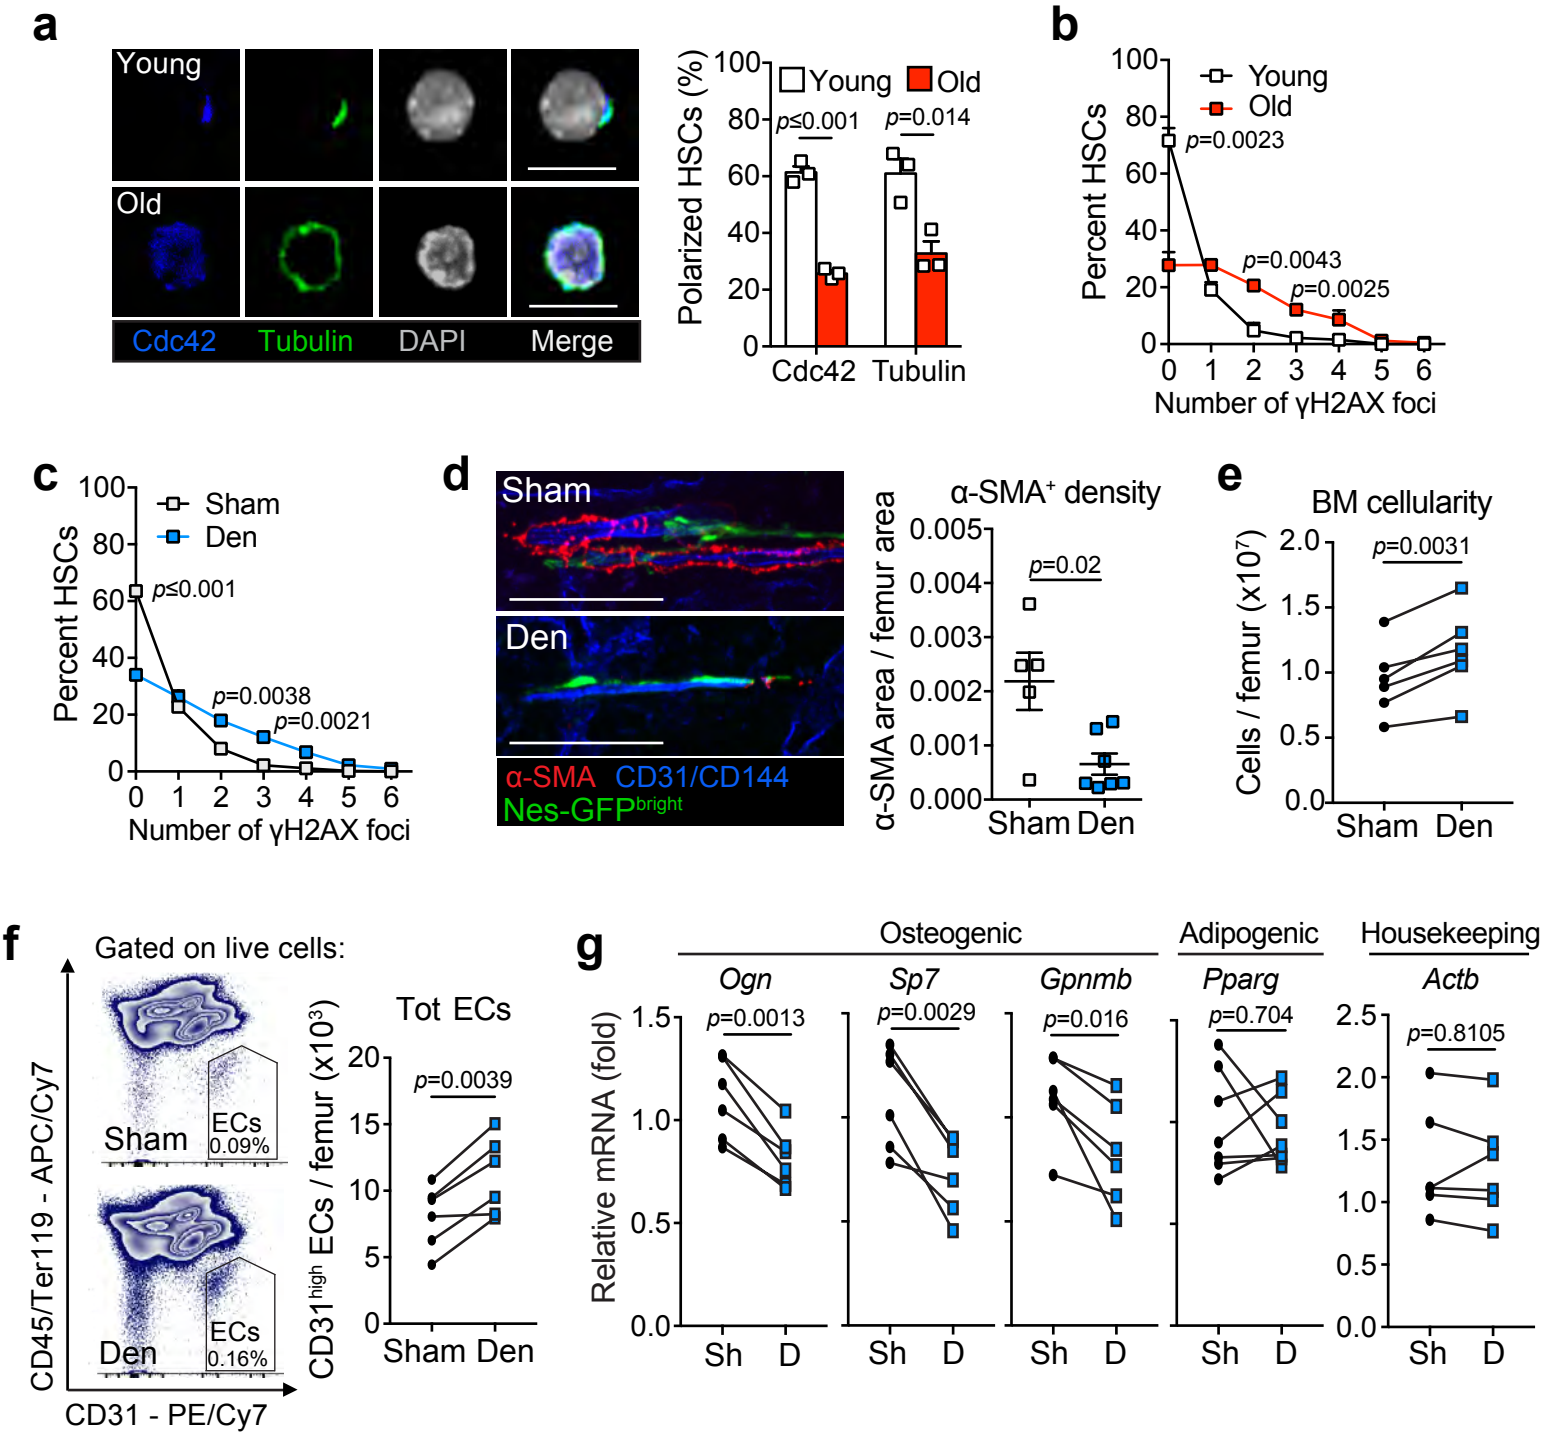 a
Young
Old
Cdc42 Tubulin DAPI Merge
Polarized HSCs (%)
100
80
60
40
20
0
Young Old
p≤0.001
p=0.014
Cdc42 Tubulin
b
Percent HSCs
100
80
60
40
20
0
Young
Old
p=0.0023
p=0.0043
p=0.0025
0 1 2 3 4 5 6
Number of γH2AX foci
c
Percent HSCs
100
80
60
40
20
0
Sham
Den
p≤0.001
p=0.0038
p=0.0021
0 1 2 3 4 5 6
Number of γH2AX foci
d
Sham
Den
α-SMA CD31/CD144
Nes-GFPbright
α-SMA+ density
α-SMA area / femur area
0.005
0.004
0.003
0.002
0.001
0.000
p=0.02
Sham Den
e
BM cellularity
Cells / femur (x10⁷)
2.0
1.5
1.0
0.5
0.0
p=0.0031
Sham Den
f
Gated on live cells:
CD45/Ter119 - APC/Cy7
Sham
ECs
0.09%
Den
ECs
0.16%
CD31 - PE/Cy7
Tot ECs
CD31high ECs / femur (x10³)
20
15
10
5
0
p=0.0039
Sham Den
g
Osteogenic Adipogenic Housekeeping
Ogn Sp7 Gpnmb Pparg Actb
Relative mRNA (fold)
1.5
1.0
0.5
0.0
p=0.0013
p=0.0029
p=0.016
p=0.704
2.5
2.0
1.5
1.0
0.5
0.0
p=0.8105
Sh D Sh D Sh D Sh D Sh D